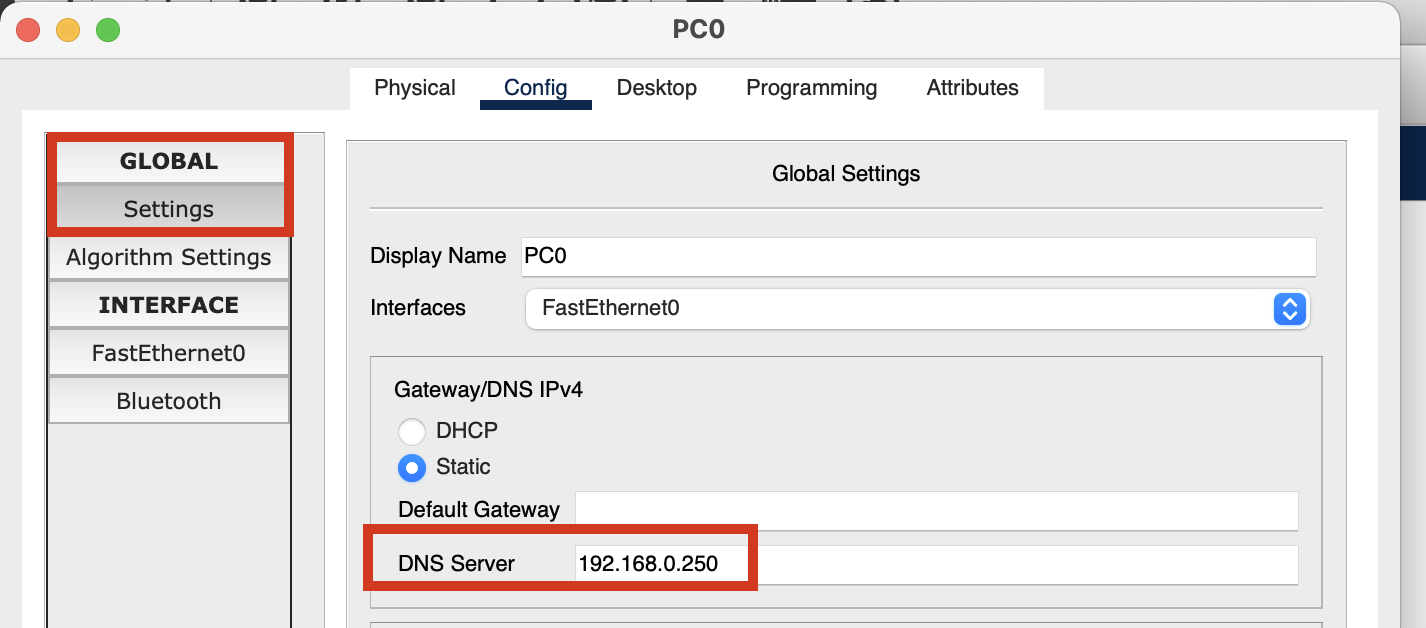 PC0
Physical Config Desktop Programming Attributes
GLOBAL
Settings
Algorithm Settings
INTERFACE
FastEthernet0
Bluetooth
Global Settings
Display Name PC0
Interfaces FastEthernet0
Gateway/DNS IPv4
DHCP
Static
Default Gateway
DNS Server 192.168.0.250